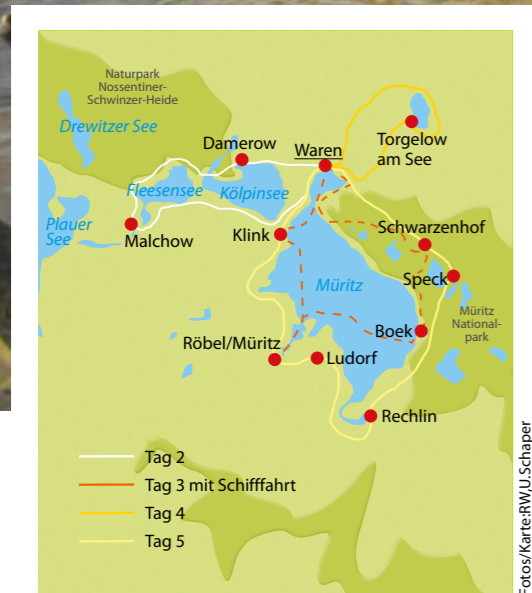 Naturpark
Nossentiner-
Schwinzer-Heide
Drewitzer See
Damerow
Waren
Torgelow
am See
Fleesensee
Kölpinsee
Plauer
See
Malchow
Klink
Schwarzenhof
Speck
Müritz
Müritz
National-
park
Boek
Röbel/Müritz
Ludorf
Rechlin
Tag 2
Tag 3 mit Schifffahrt
Tag 4
Tag 5
Fotos/Karte:RW,U.Schaper